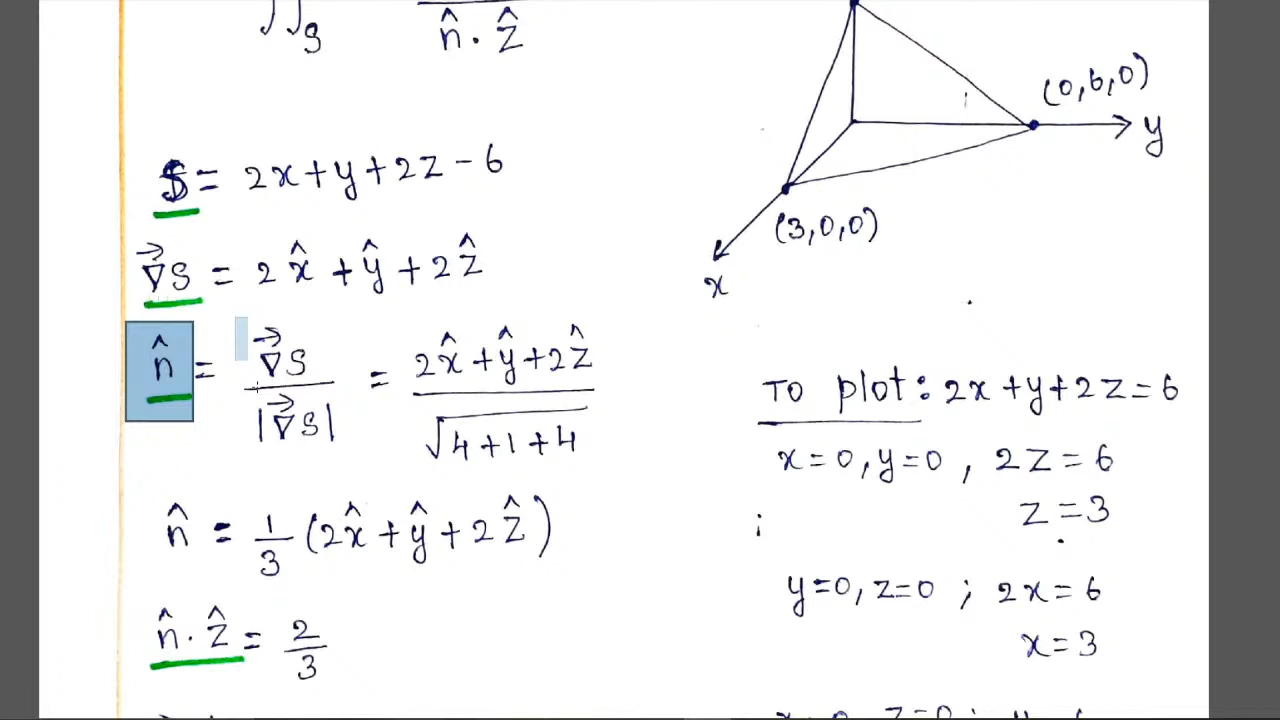 ∫∫S
n̂ · ẑ
S = 2x + y + 2z − 6
∇⃗S = 2x̂ + ŷ + 2ẑ
n̂ = ∇⃗S / |∇⃗S| = (2x̂ + ŷ + 2ẑ) / √(4+1+4)
n̂ = 1/3 (2x̂ + ŷ + 2ẑ)
n̂ · ẑ = 2/3
(0,6,0)
y
(3,0,0)
x
TO plot: 2x + y + 2z = 6
x=0, y=0, 2z = 6
z = 3
y=0, z=0 ; 2x = 6
x = 3